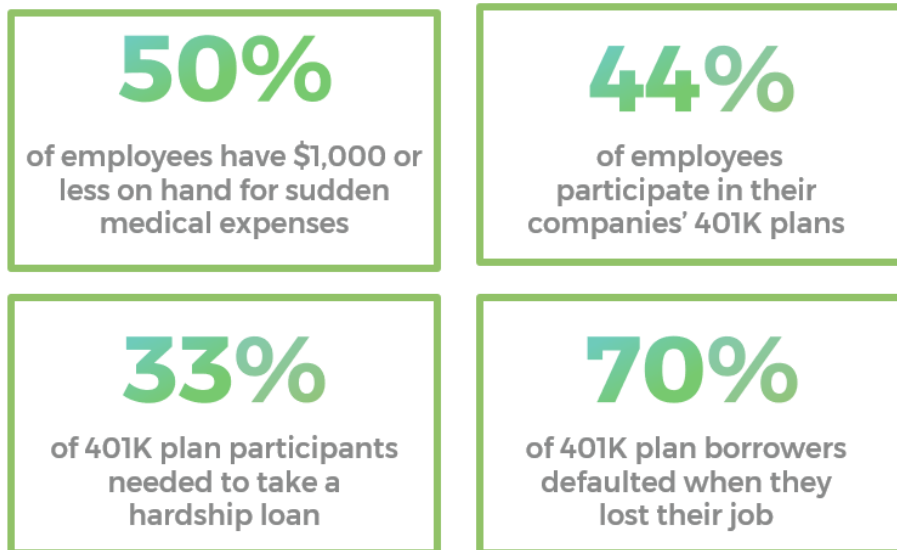 50%
of employees have $1,000 or
less on hand for sudden
medical expenses
44%
of employees
participate in their
companies’ 401K plans
33%
of 401K plan participants
needed to take a
hardship loan
70%
of 401K plan borrowers
defaulted when they
lost their job